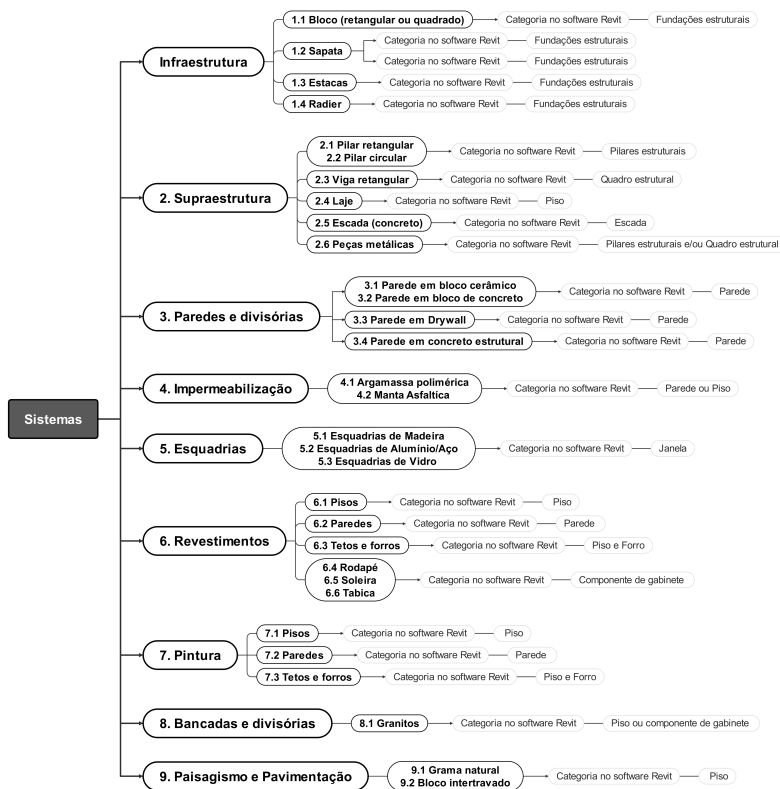 Sistemas
Infraestrutura
1.1 Bloco (retangular ou quadrado)
Categoria no software Revit
Fundações estruturais
1.2 Sapata
Categoria no software Revit
Fundações estruturais
Categoria no software Revit
Fundações estruturais
1.3 Estacas
Categoria no software Revit
Fundações estruturais
1.4 Radier
Categoria no software Revit
Fundações estruturais
2. Supraestrutura
2.1 Pilar retangular
2.2 Pilar circular
Categoria no software Revit
Pilares estruturais
2.3 Viga retangular
Categoria no software Revit
Quadro estrutural
2.4 Laje
Categoria no software Revit
Piso
2.5 Escada (concreto)
Categoria no software Revit
Escada
2.6 Peças metálicas
Categoria no software Revit
Pilares estruturais e/ou Quadro estrutural
3. Paredes e divisórias
3.1 Parede em bloco cerâmico
3.2 Parede em bloco de concreto
Categoria no software Revit
Parede
3.3 Parede em Drywall
Categoria no software Revit
Parede
3.4 Parede em concreto estrutural
Categoria no software Revit
Parede
4. Impermeabilização
4.1 Argamassa polimérica
4.2 Manta Asfaltica
Categoria no software Revit
Parede ou Piso
5. Esquadrias
5.1 Esquadrias de Madeira
5.2 Esquadrias de Alumínio/Aço
5.3 Esquadrias de Vidro
Categoria no software Revit
Janela
6. Revestimentos
6.1 Pisos
Categoria no software Revit
Piso
6.2 Paredes
Categoria no software Revit
Parede
6.3 Tetos e forros
Categoria no software Revit
Piso e Forro
6.4 Rodapé
6.5 Soleira
6.6 Tabica
Categoria no software Revit
Componente de gabinete
7. Pintura
7.1 Pisos
Categoria no software Revit
Piso
7.2 Paredes
Categoria no software Revit
Parede
7.3 Tetos e forros
Categoria no software Revit
Piso e Forro
8. Bancadas e divisórias
8.1 Granitos
Categoria no software Revit
Piso ou componente de gabinete
9. Paisagismo e Pavimentação
9.1 Grama natural
9.2 Bloco intertravado
Categoria no software Revit
Piso